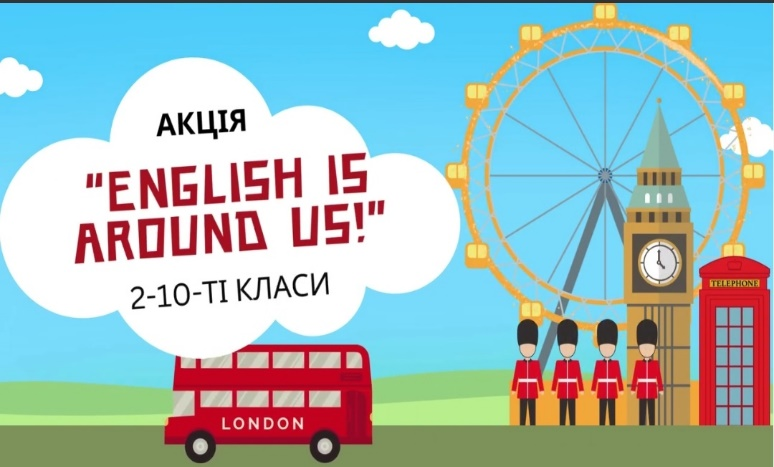 АКЦІЯ
"ENGLISH IS
AROUND US!"
2-10-ТІ КЛАСИ
TELEPHONE
LONDON